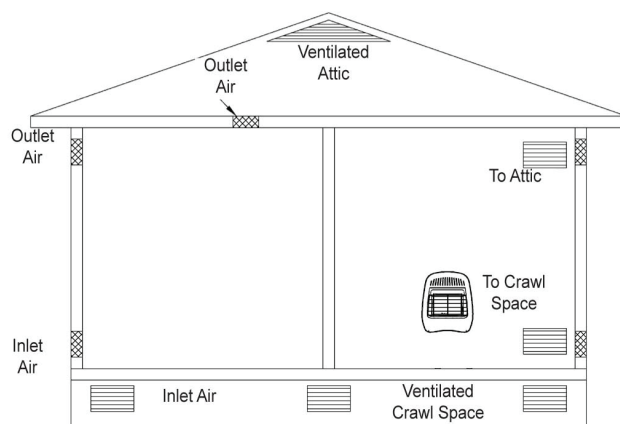 Ventilated
Attic
Outlet
Air
Outlet
Air
To Attic
To Crawl
Space
Inlet
Air
Inlet Air
Ventilated
Crawl Space